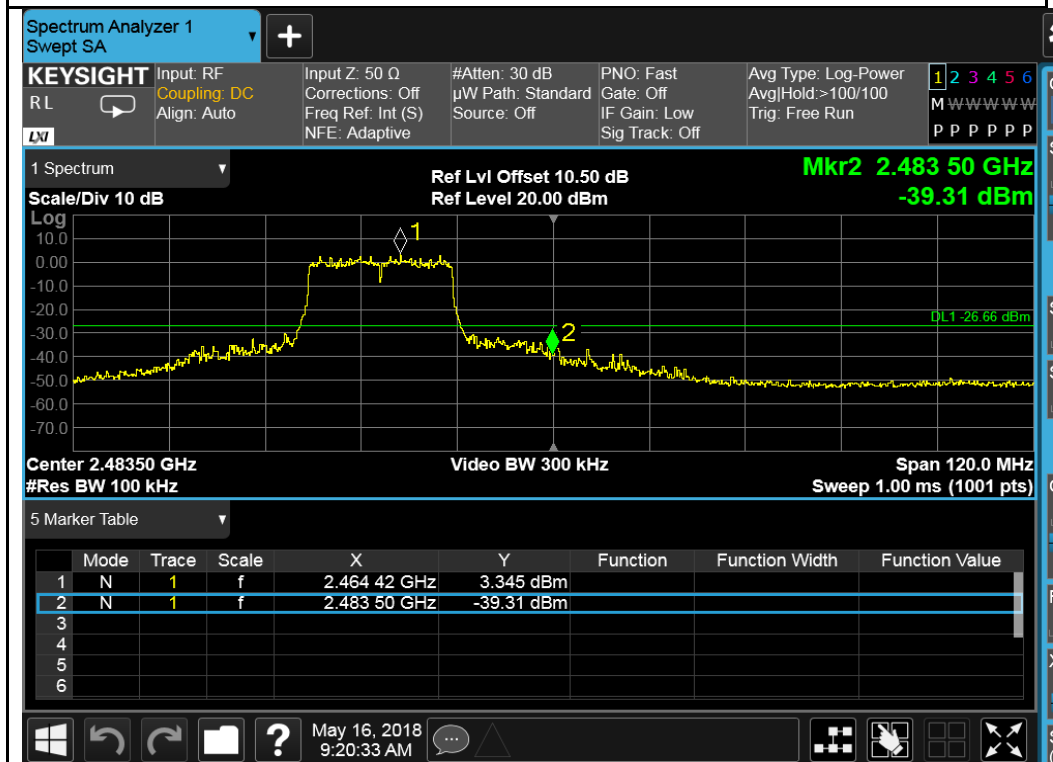 Spectrum Analyzer 1
Swept SA
KEYSIGHT
R L
LXI
Input: RF
Coupling: DC
Align: Auto
Input Z: 50 Ω
Corrections: Off
Freq Ref: Int (S)
NFE: Adaptive
#Atten: 30 dB
µW Path: Standard
Source: Off
PNO: Fast
Gate: Off
IF Gain: Low
Sig Track: Off
Avg Type: Log-Power
Avg|Hold:>100/100
Trig: Free Run
1 2 3 4 5 6
M W W W W W
P P P P P P
1 Spectrum
Scale/Div 10 dB
Ref Lvl Offset 10.50 dB
Ref Level 20.00 dBm
Mkr2 2.483 50 GHz
-39.31 dBm
Log
10.0
0.00
-10.0
-20.0
-30.0
-40.0
-50.0
-60.0
-70.0
1
2
DL1 -26.66 dBm
Center 2.48350 GHz
Video BW 300 kHz
Span 120.0 MHz
#Res BW 100 kHz
Sweep 1.00 ms (1001 pts)
5 Marker Table
Mode Trace Scale X Y Function Function Width Function Value
1 N 1 f 2.464 42 GHz 3.345 dBm
2 N 1 f 2.483 50 GHz -39.31 dBm
3
4
5
6
?
May 16, 2018
9:20:33 AM